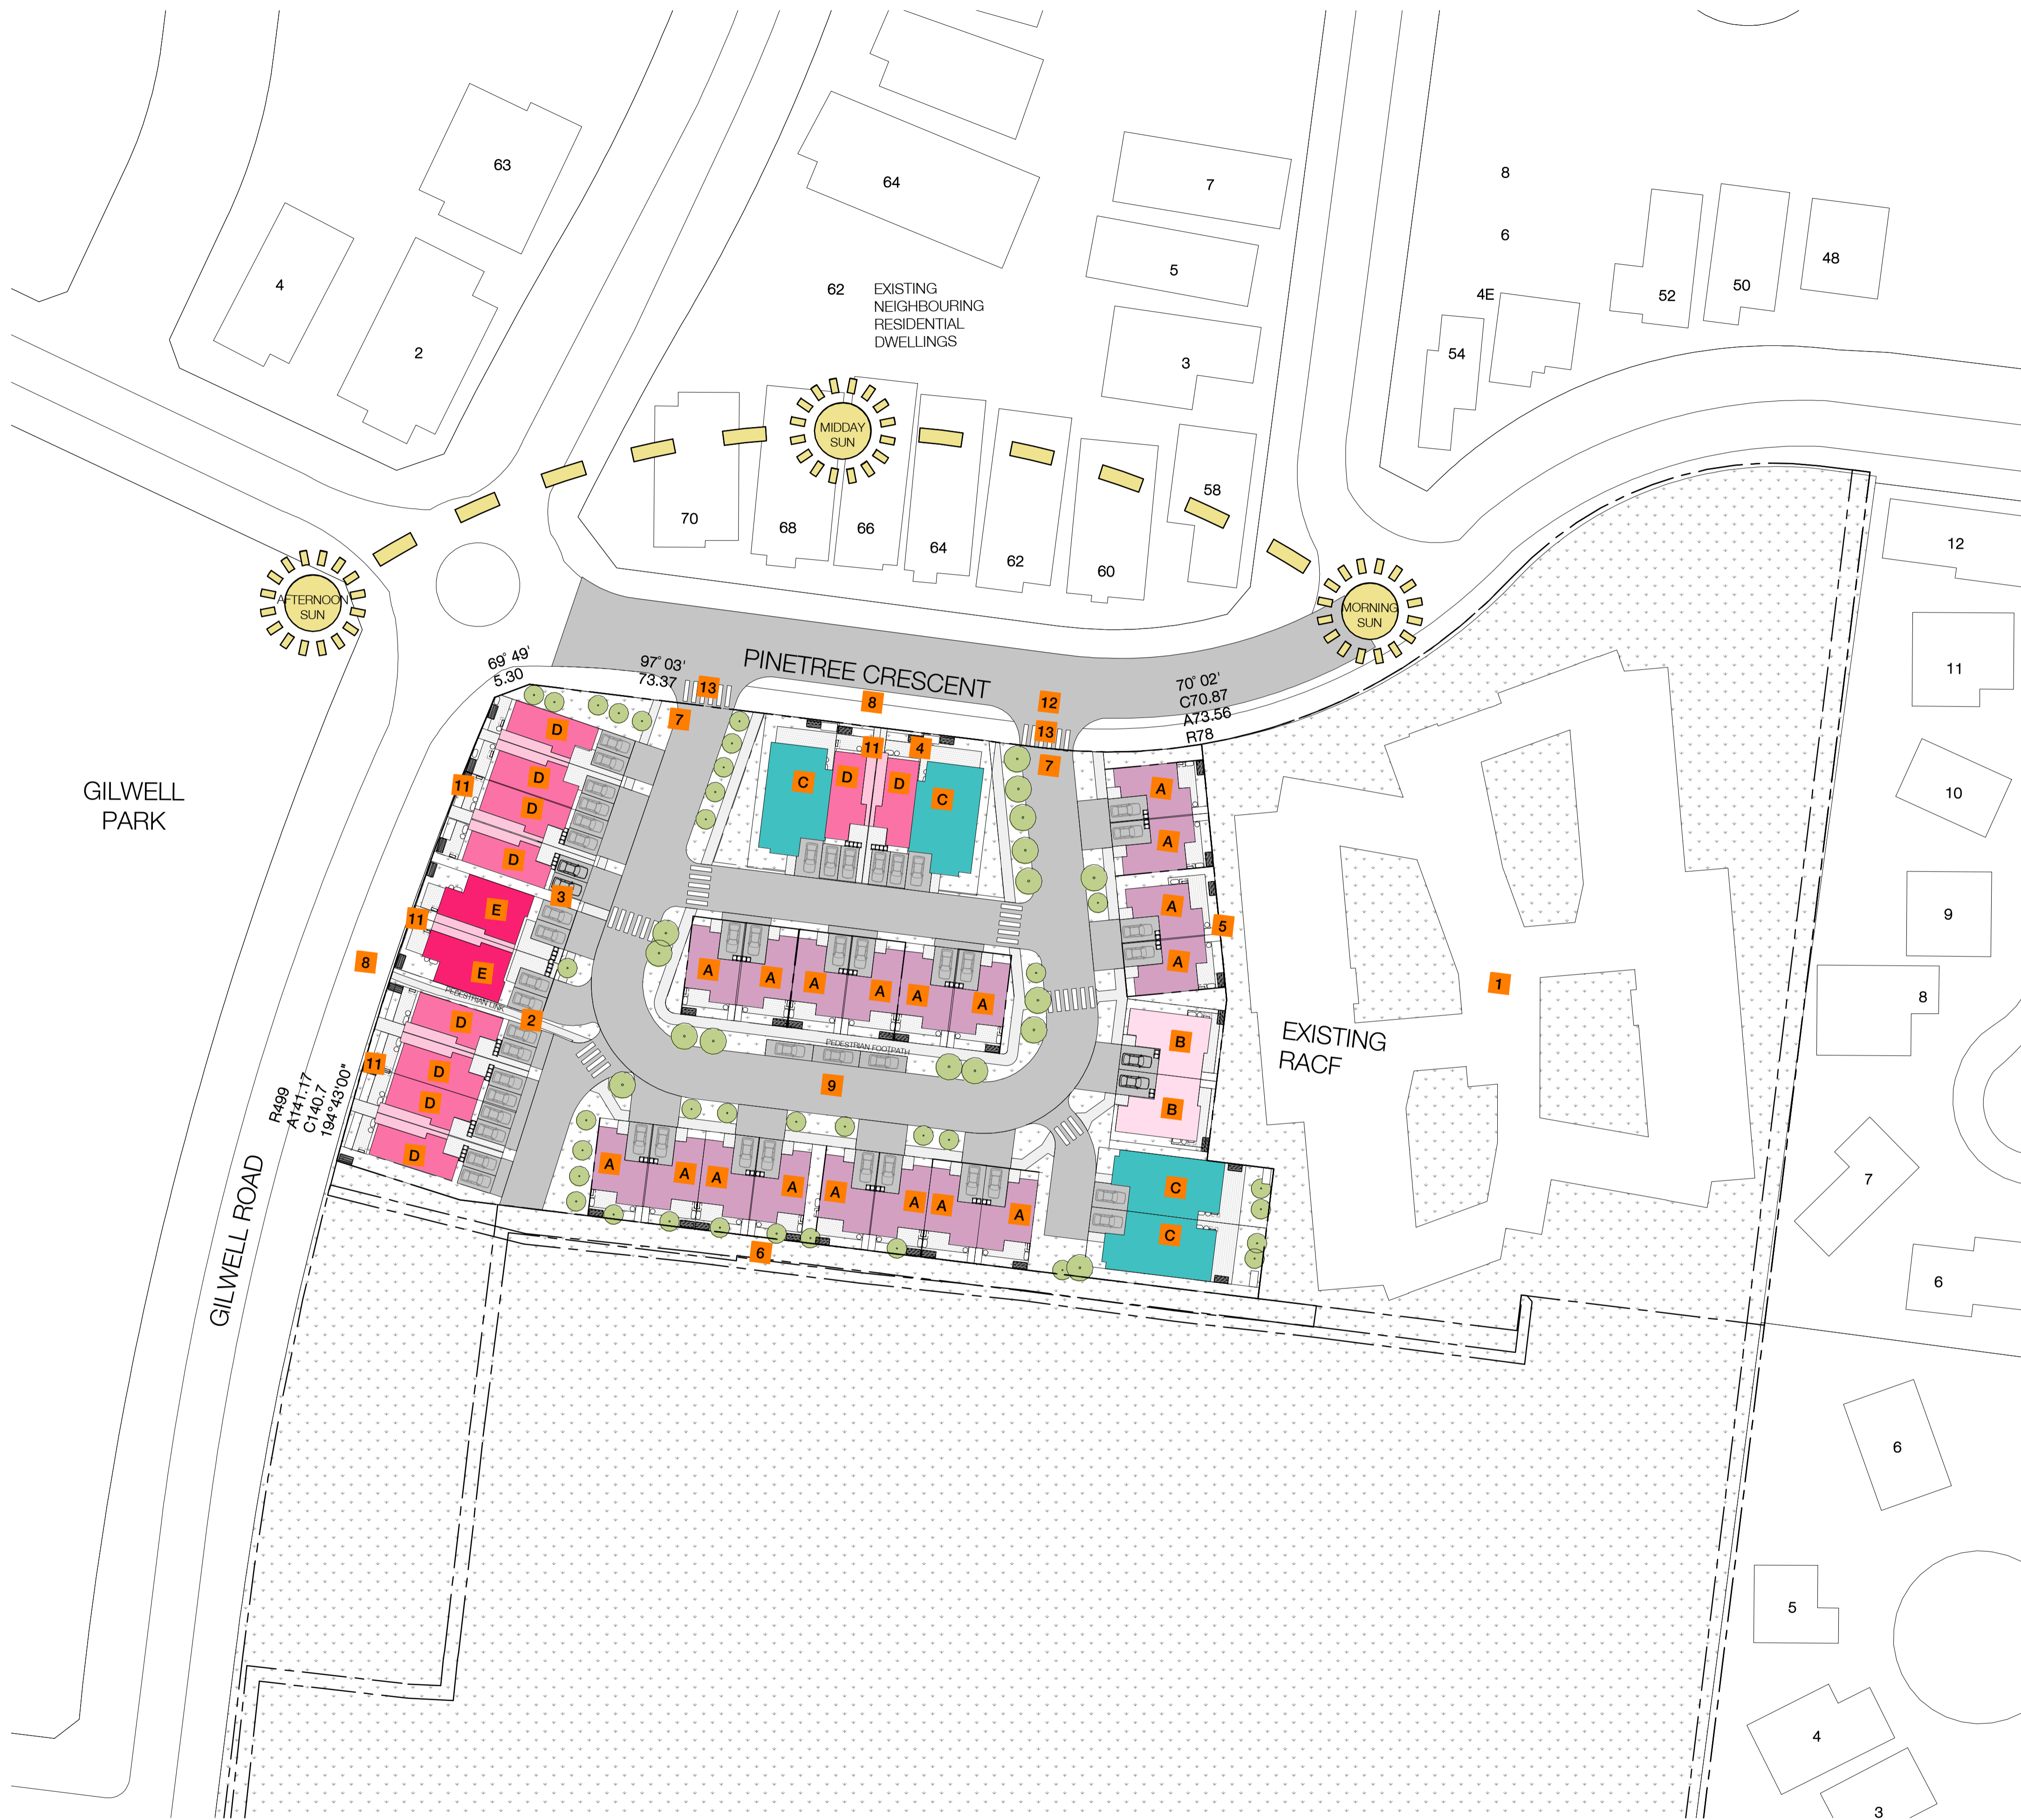 63
64
7
8
6
4
2
5
48
52
50
4E
54
3
62
EXISTING
NEIGHBOURING
RESIDENTIAL
DWELLINGS
MIDDAY
SUN
70
68
66
64
62
60
58
12
AFTERNOON
SUN
MORNING
SUN
11
69° 49'
5.30
97° 03'
73.37
13
PINETREE CRESCENT
8
12
13
70° 02'
C70.87
A73.56
R78
7
7
D
11
4
GILWELL
PARK
D
D
D
11
C
D
D
C
A
A
10
D
3
E
11
E
8
A
A
5
9
A
A
A
A
A
A
1
8
PEDESTRIAN LINK
2
D
D
D
D
11
PEDESTRIAN FOOTPATH
9
B
B
EXISTING
RACF
R499
A141.17
C140.7
194°43'00"
GILWELL ROAD
A
A
A
A
A
A
A
A
C
C
7
6
6
6
5
4
3